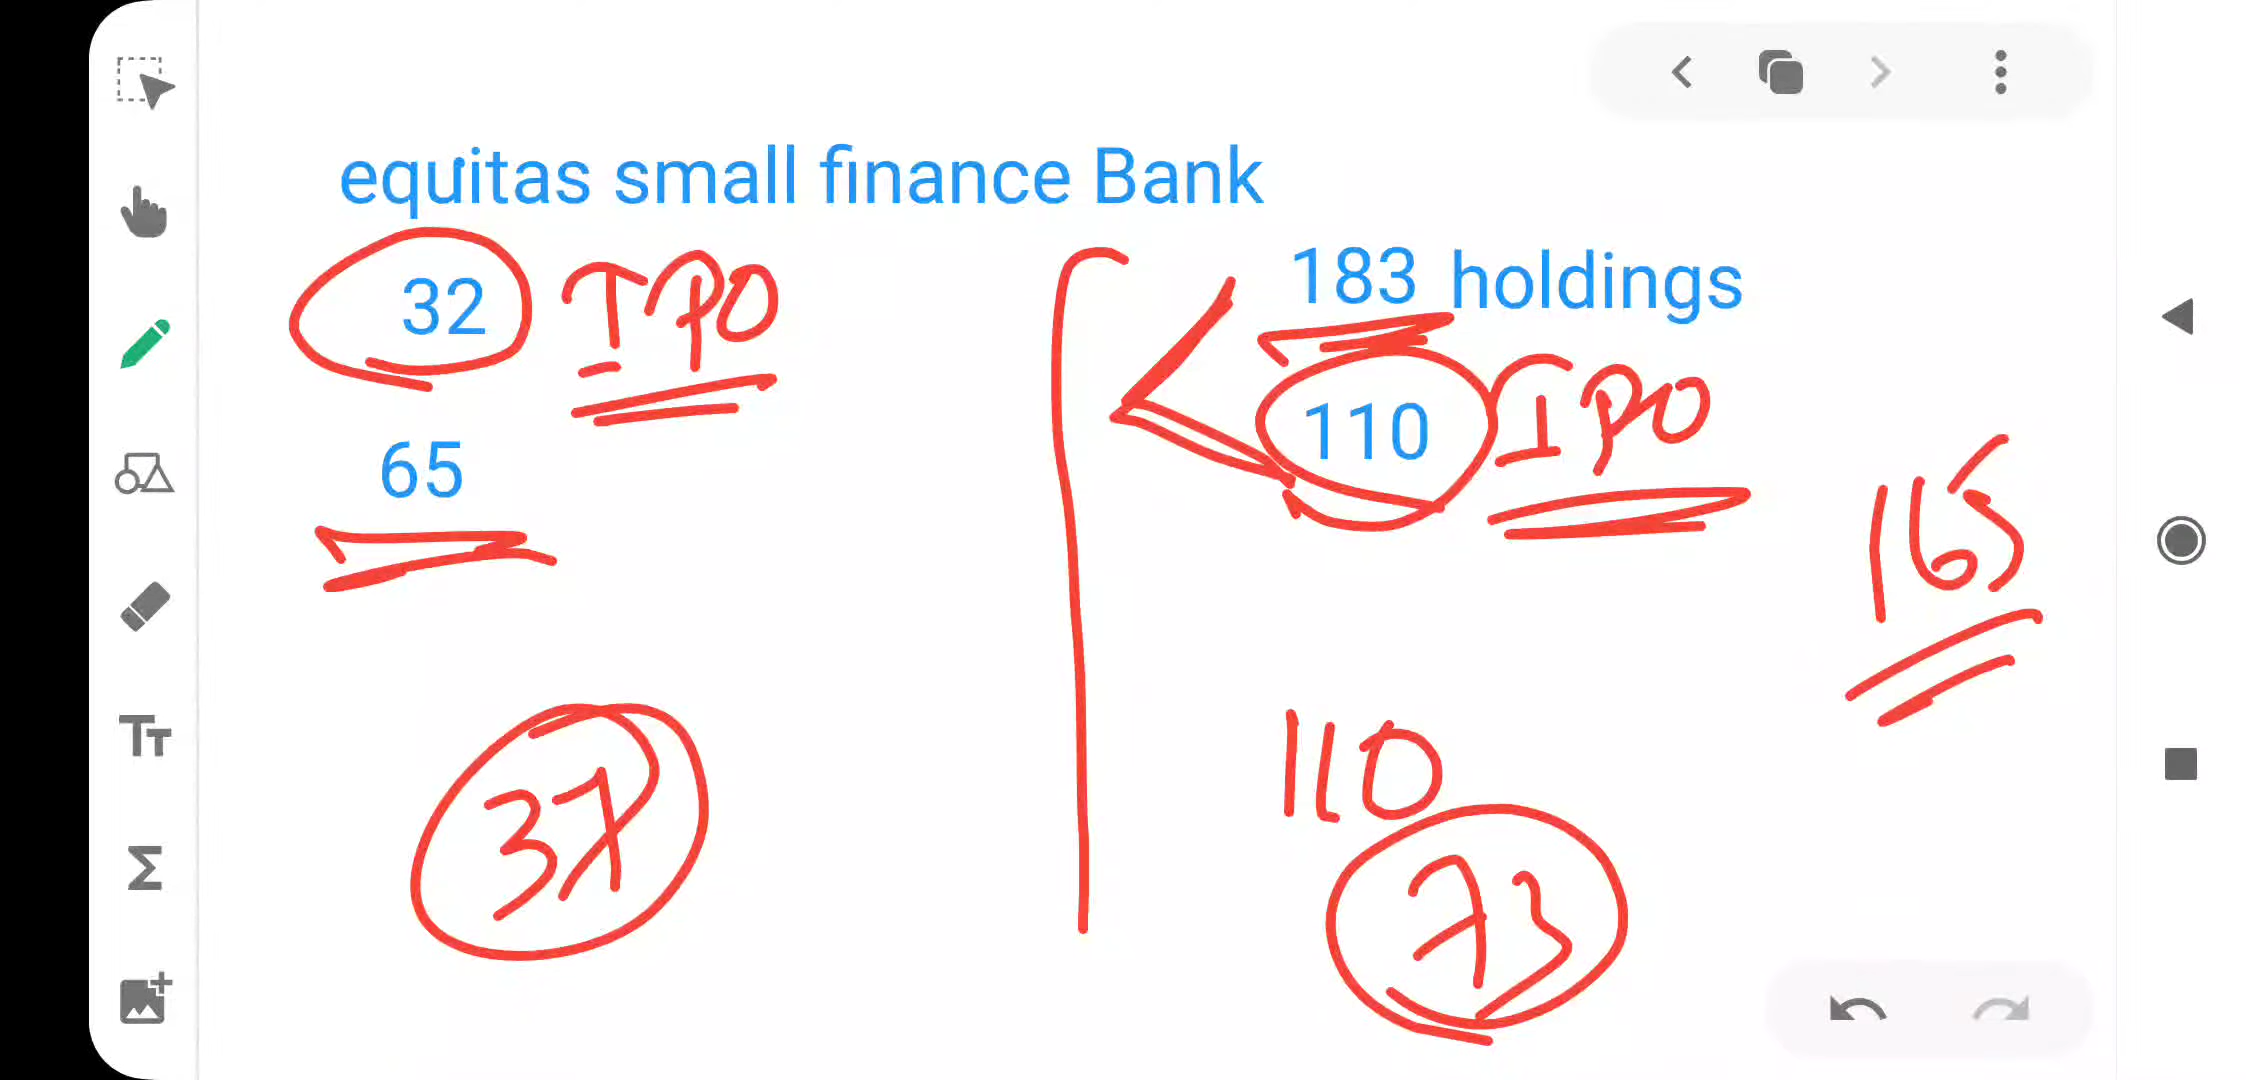 equitas small finance Bank
32 IPO
183 holdings
110 IPO
65
165
37
110
73